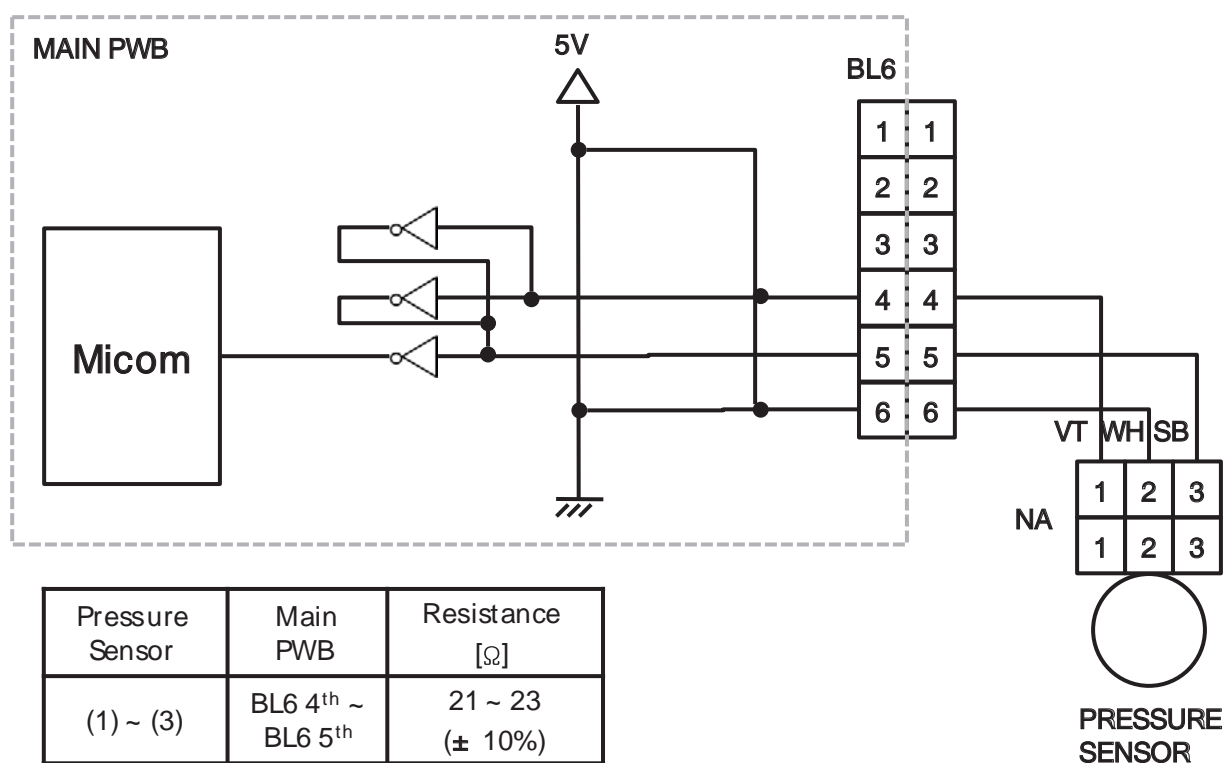 MAIN PWB
5V
BL6
1 1
2 2
3 3
4 4
5 5
6 6
Micom
VT WH SB
1 2 3
NA
1 2 3
PRESSURE
SENSOR
Pressure
Sensor
Main
PWB
Resistance
[Ω]
(1) ~ (3)
BL6 4th ~
BL6 5th
21 ~ 23
(± 10%)